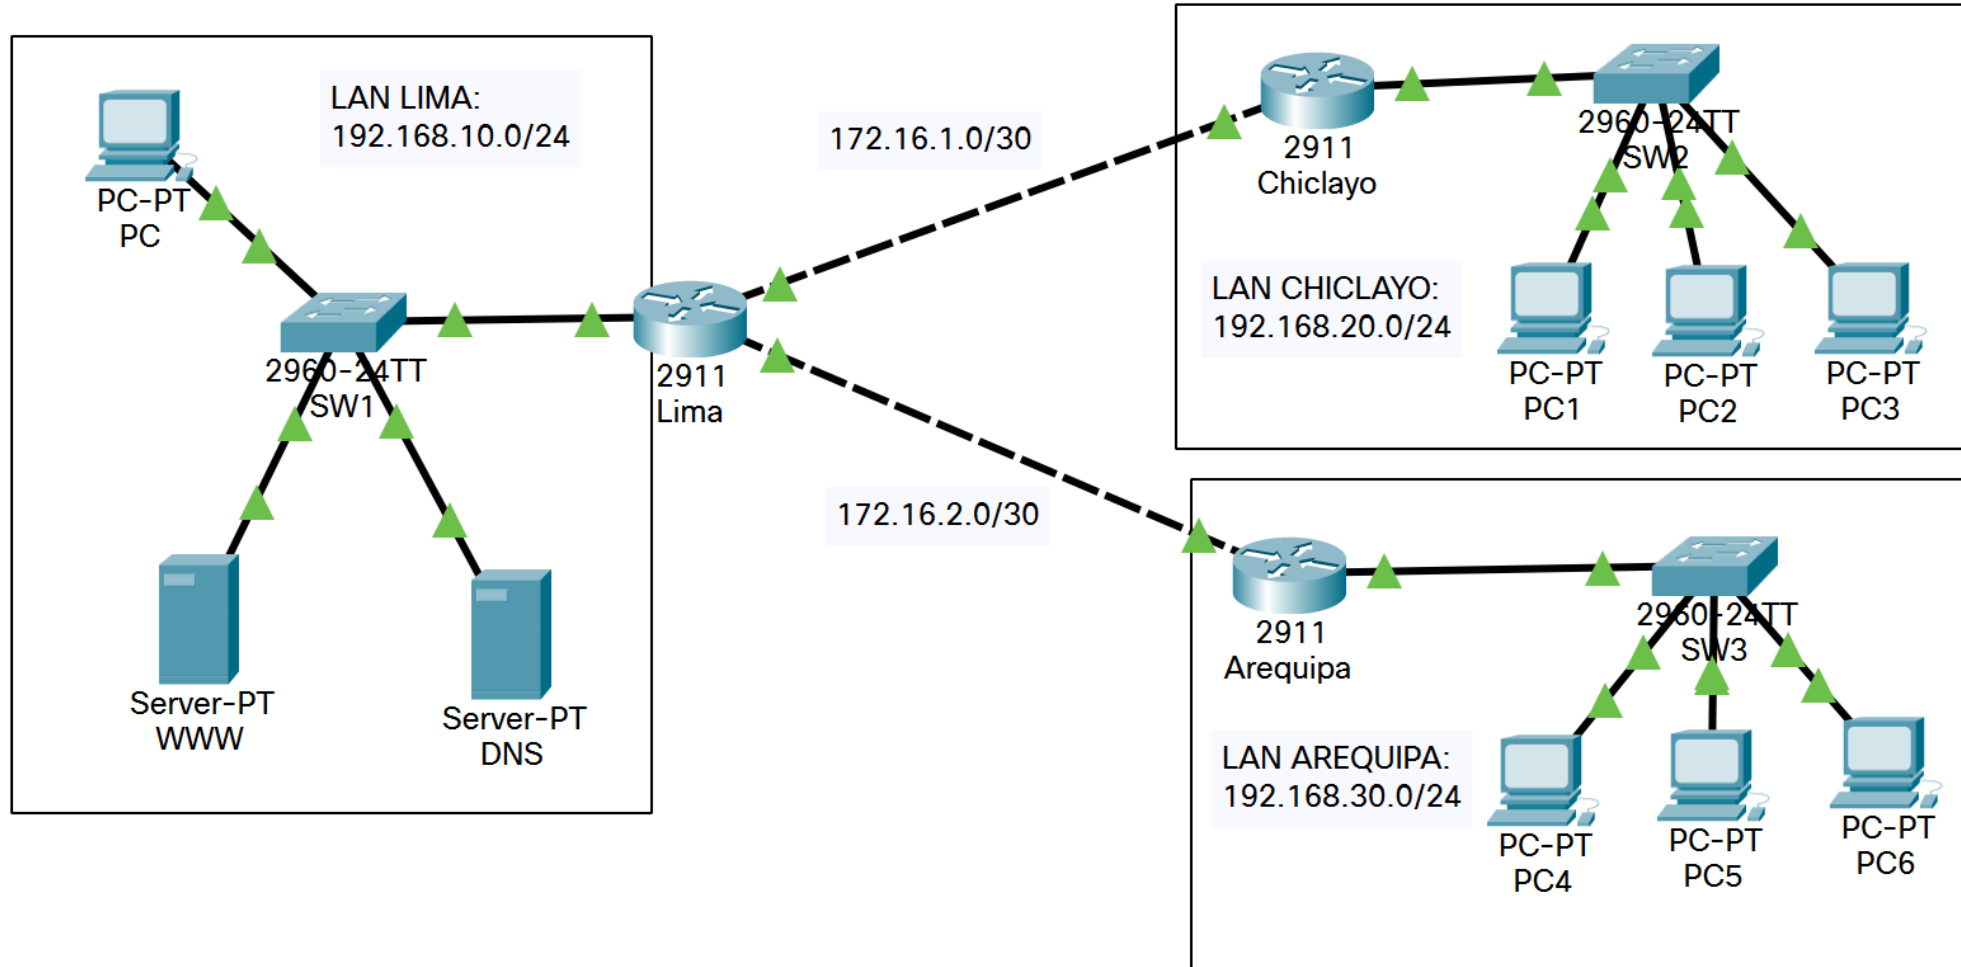 LAN LIMA:
192.168.10.0/24
PC-PT
PC
2960-24TT
SW1
Server-PT
WWW
Server-PT
DNS
2911
Lima
172.16.1.0/30
172.16.2.0/30
2911
Chiclayo
2960-24TT
SW2
LAN CHICLAYO:
192.168.20.0/24
PC-PT
PC1
PC-PT
PC2
PC-PT
PC3
2911
Arequipa
2960-24TT
SW3
LAN AREQUIPA:
192.168.30.0/24
PC-PT
PC4
PC-PT
PC5
PC-PT
PC6